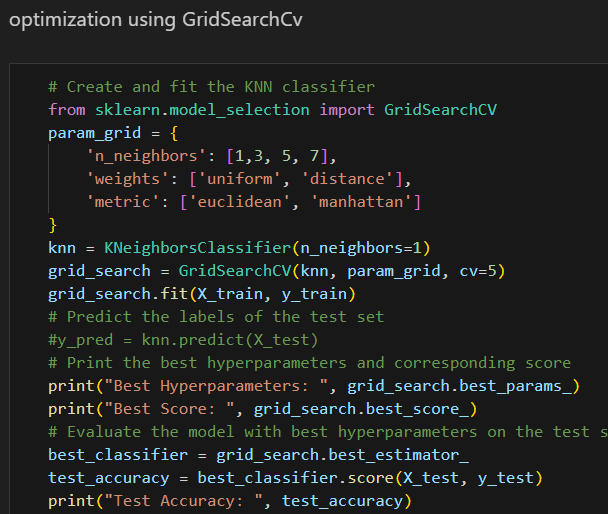 optimization using GridSearchCv
# Create and fit the KNN classifier
from sklearn.model_selection import GridSearchCV
param_grid = {
    'n_neighbors': [1,3, 5, 7],
    'weights': ['uniform', 'distance'],
    'metric': ['euclidean', 'manhattan']
}
knn = KNeighborsClassifier(n_neighbors=1)
grid_search = GridSearchCV(knn, param_grid, cv=5)
grid_search.fit(X_train, y_train)
# Predict the labels of the test set
#y_pred = knn.predict(X_test)
# Print the best hyperparameters and corresponding score
print("Best Hyperparameters: ", grid_search.best_params_)
print("Best Score: ", grid_search.best_score_)
# Evaluate the model with best hyperparameters on the test s
best_classifier = grid_search.best_estimator_
test_accuracy = best_classifier.score(X_test, y_test)
print("Test Accuracy: ", test_accuracy)